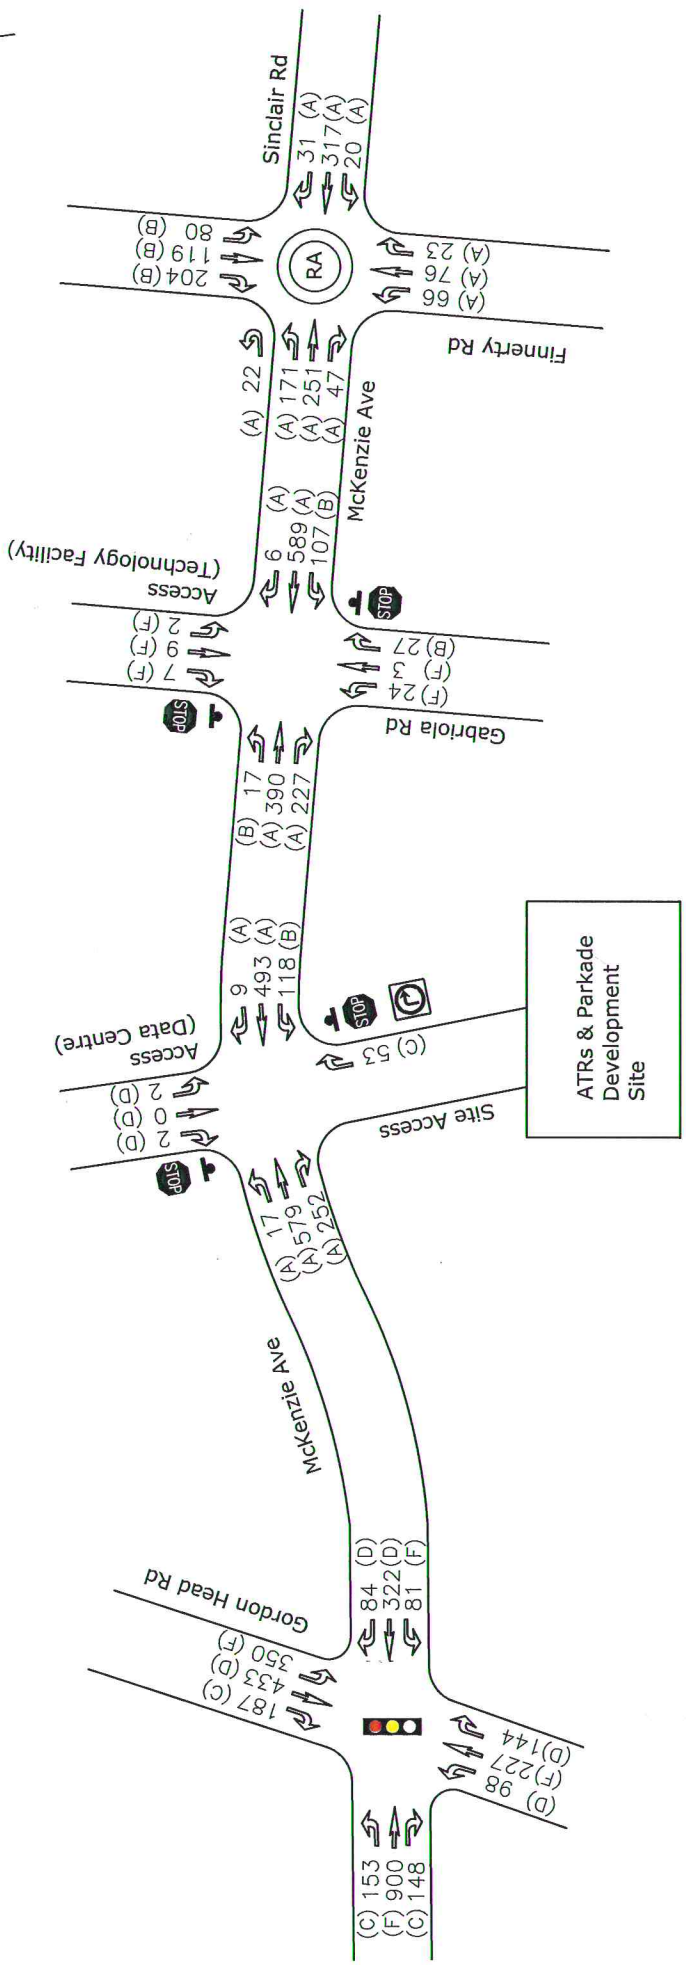 Sinclair Rd
31 (A)
317 (A)
20 (A)
80 (B)
119 (B)
204 (B)
RA
(A) 23
(A) 76
(A) 66
Finnerty Rd
(A) 22
(A) 171
(A) 251
(A) 47
McKenzie Ave
6 (A)
589 (A)
107 (B)
Access
(Technology Facility)
2 (F)
9 (F)
7 (F)
STOP
STOP
(B) 27
(F) 3
(F) 24
Gabriola Rd
(B) 17
(A) 390
(A) 227
9 (A)
493 (A)
118 (B)
Access
(Data Centre)
2 (D)
0 (D)
2 (D)
STOP
STOP
(C) 53
Site Access
ATRs & Parkade
Development
Site
(A) 17
(A) 579
(A) 252
McKenzie Ave
84 (D)
322 (D)
81 (F)
Gordon Head Rd
350 (F)
433 (D)
187 (C)
(D) 144
(F) 227
(D) 98
(C) 153
(F) 900
(C) 148